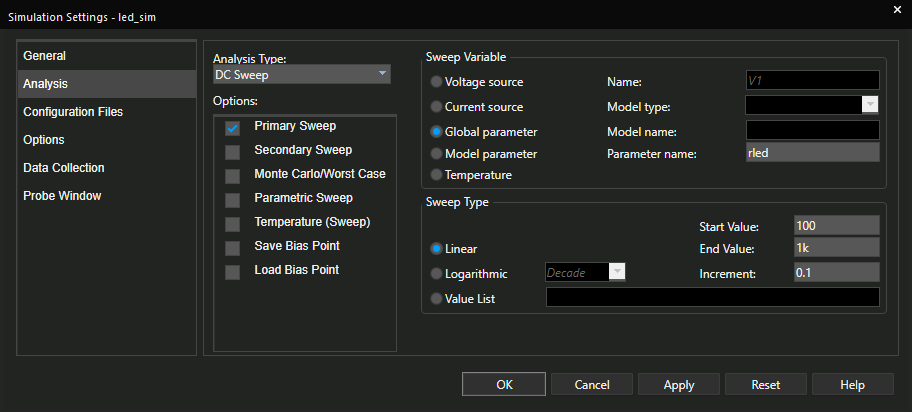 Simulation Settings - led_sim
General
Analysis
Configuration Files
Options
Data Collection
Probe Window
Analysis Type:
DC Sweep
Options:
Primary Sweep
Secondary Sweep
Monte Carlo/Worst Case
Parametric Sweep
Temperature (Sweep)
Save Bias Point
Load Bias Point
Sweep Variable
Voltage source
Name:
V1
Current source
Model type:
Global parameter
Model name:
Model parameter
Parameter name:
rled
Temperature
Sweep Type
Start Value:
100
Linear
End Value:
1k
Logarithmic
Decade
Increment:
0.1
Value List
OK
Cancel
Apply
Reset
Help